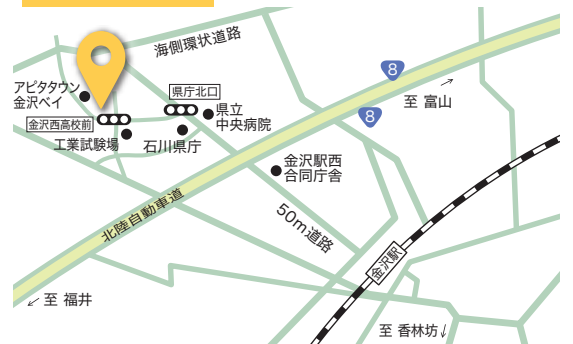 海側環状道路
8
至 富山
8
アピタタウン
金沢ベイ
県庁北口
県立
中央病院
金沢西高校前
工業試験場
石川県庁
金沢駅西
合同庁舎
北陸自動車道
50m道路
金沢駅
至 福井
至 香林坊